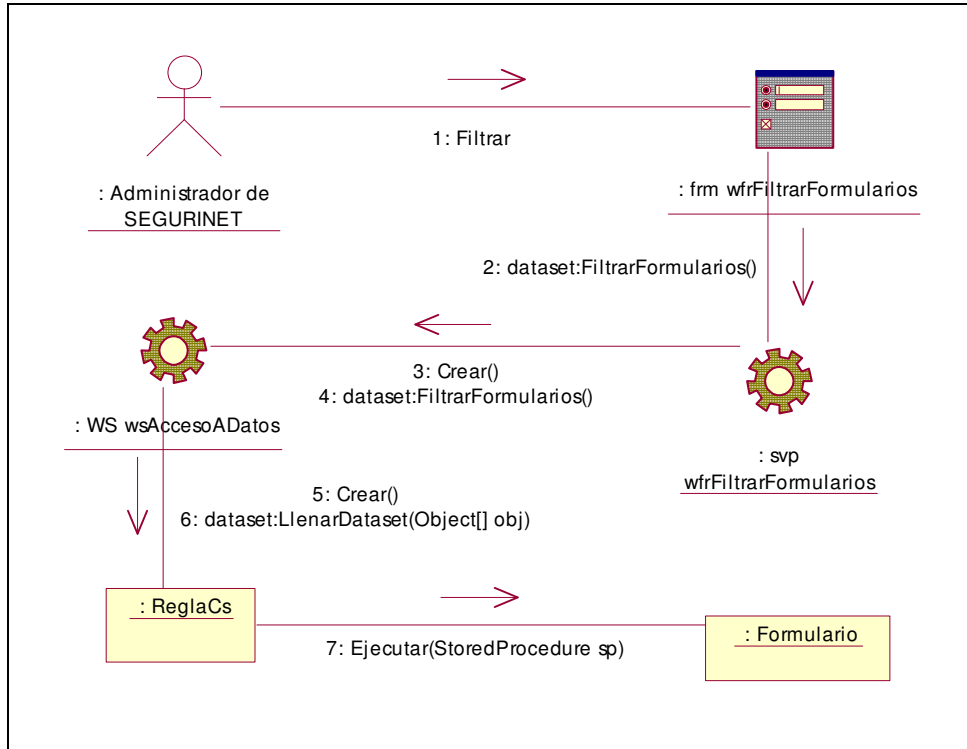 1: Filtrar
: Administrador de
SEGURINET
: frm wfrFiltrarFormularios
2: dataset:FiltrarFormularios()
3: Crear()
4: dataset:FiltrarFormularios()
: WS wsAccesoADatos
: svp
wfrFiltrarFormularios
5: Crear()
6: dataset:LlenarDataset(Object[] obj)
: ReglaCs
7: Ejecutar(StoredProcedure sp)
: Formulario